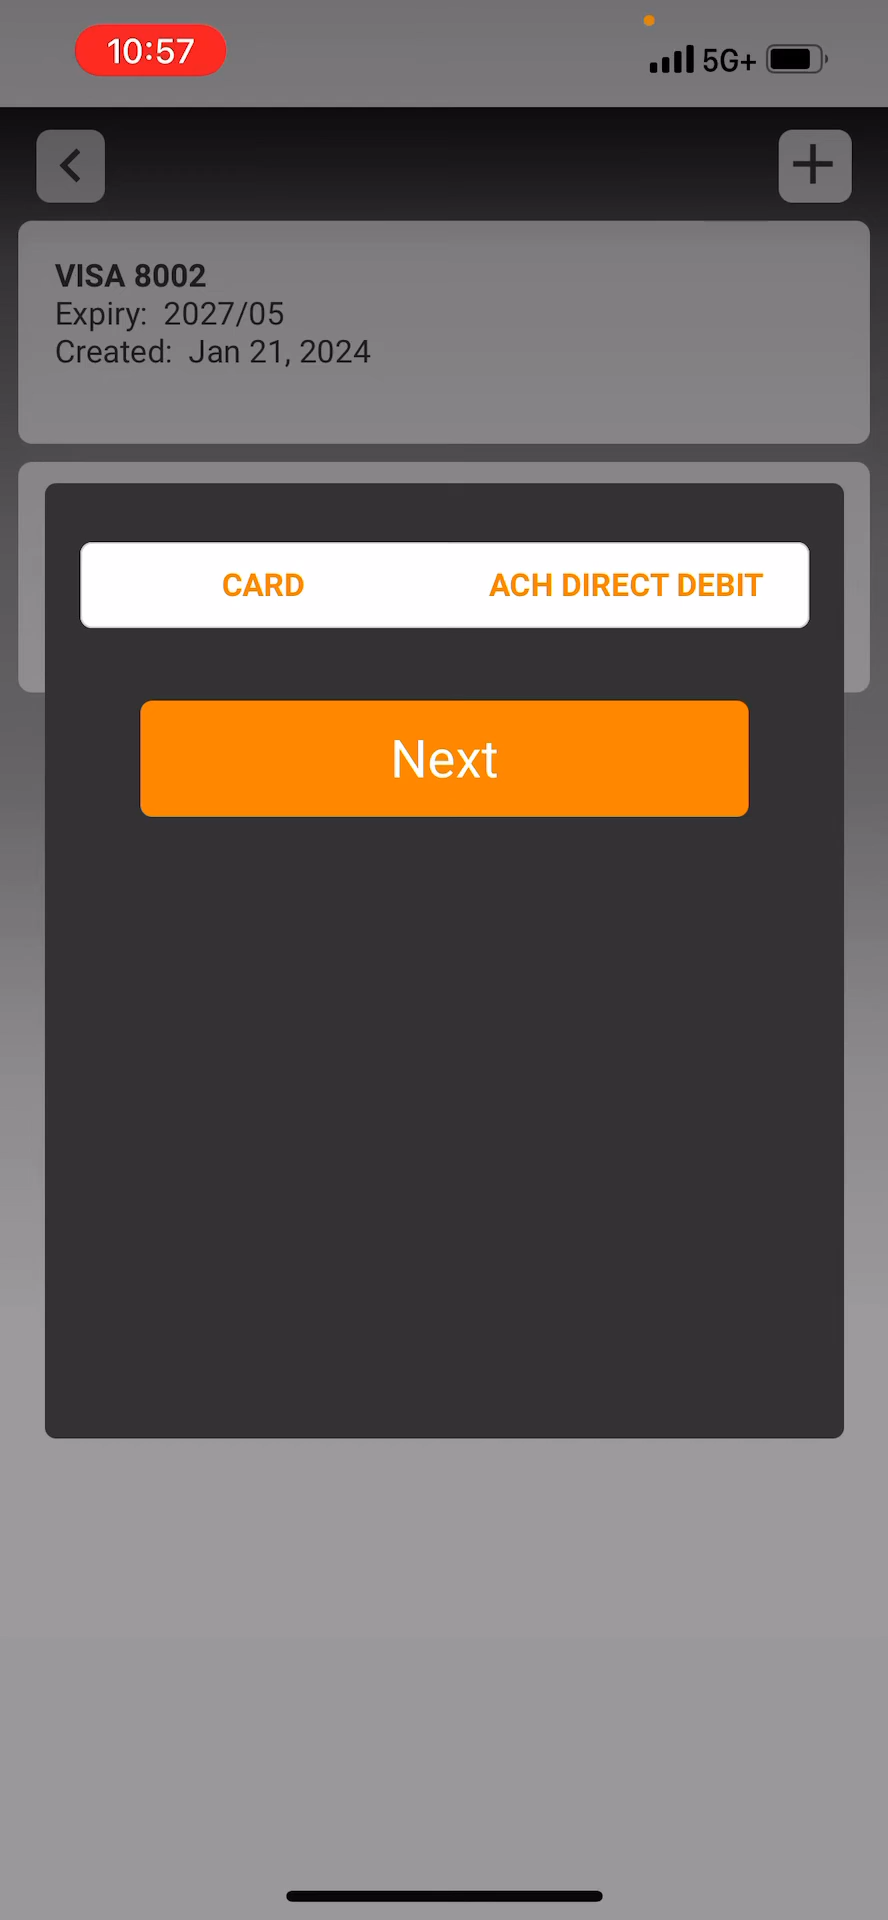 10:57
5G+
VISA 8002
Expiry: 2027/05
Created: Jan 21, 2024
CARD
ACH DIRECT DEBIT
Next